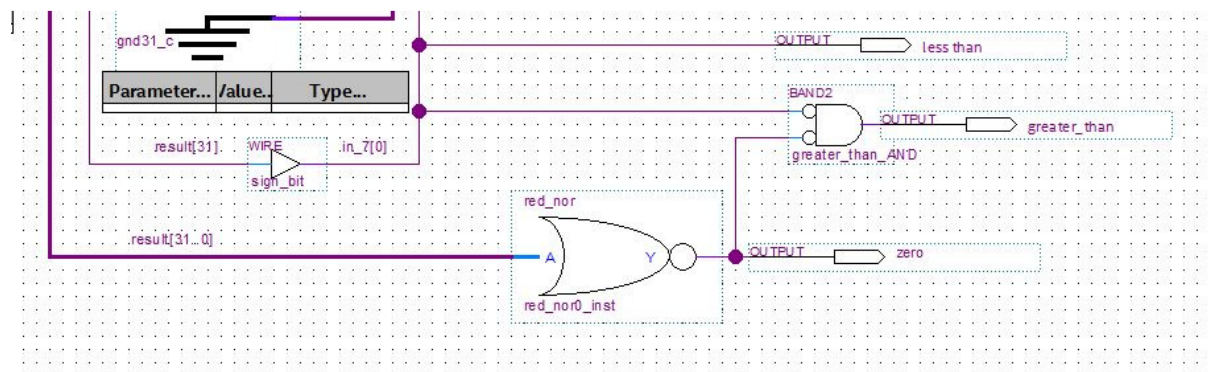 gnd31_c
OUTPUT
less than
Parameter... /alue.. Type...
BAND2
OUTPUT
greater_than
result[31]
WIRE
in_7[0]
greater_than_AND
sign_bit
red_nor
result[31..0]
A
Y
OUTPUT
zero
red_nor0_inst